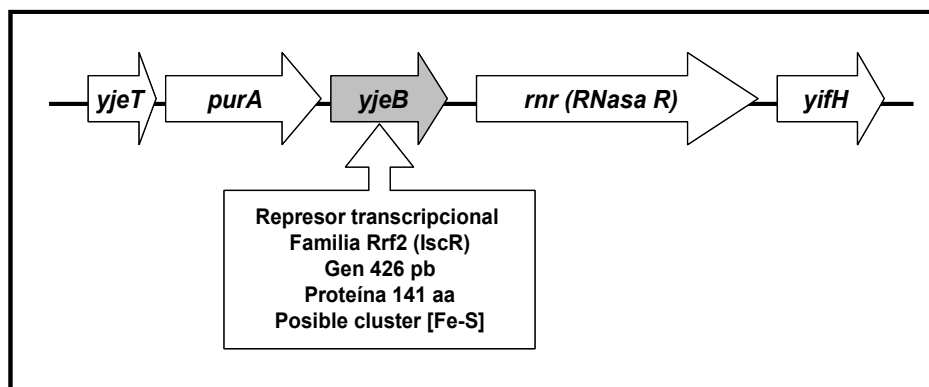 yjeT purA yjeB rnr (RNasa R) yifH
Represor transcripcional
Familia Rrf2 (IscR)
Gen 426 pb
Proteína 141 aa
Posible cluster [Fe-S]